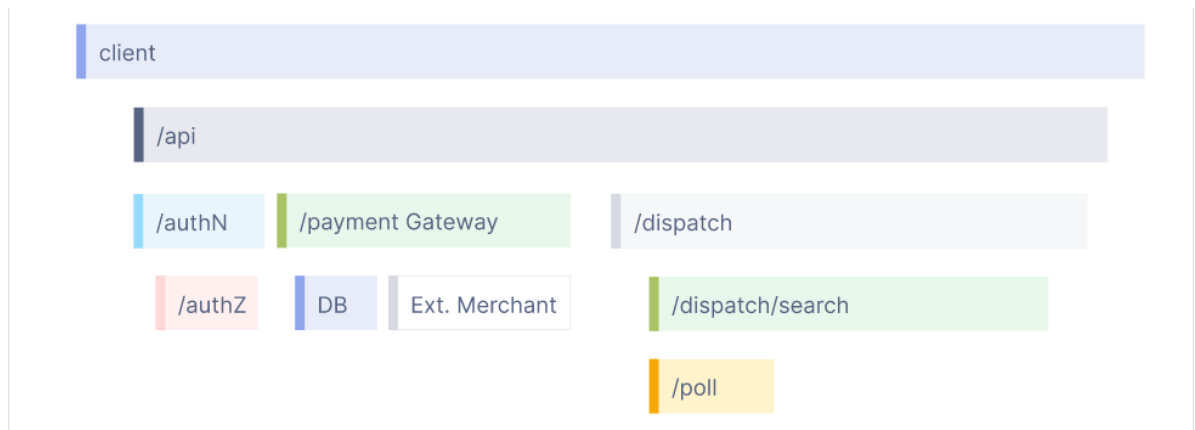 client
/api
/authN /payment Gateway /dispatch
/authZ DB Ext. Merchant /dispatch/search
/poll